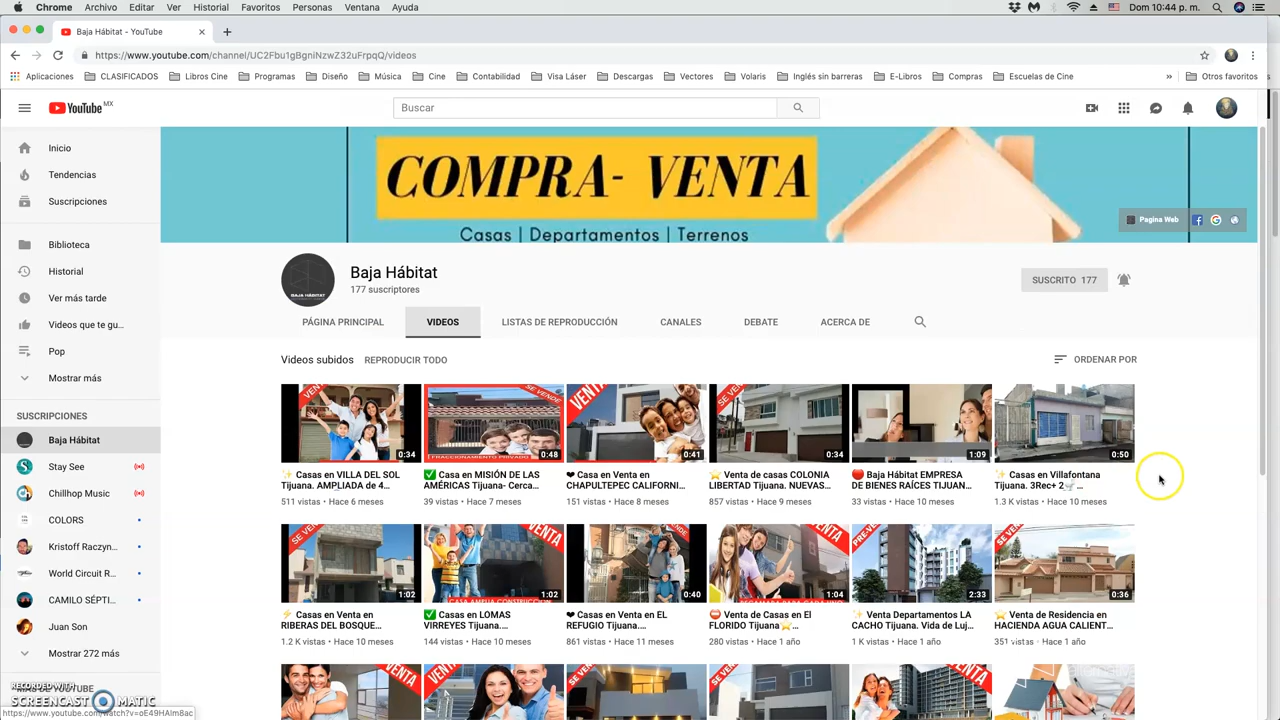 Chrome Archivo Editar Ver Historial Favoritos Personas Ventana Ayuda Dom 10:44 p. m.
Baja Hábitat - YouTube
https://www.youtube.com/channel/UC2Fbu1gBgniNzwZ32uFrpqQ/videos
Aplicaciones CLASIFICADOS Libros Cine Programas Diseño Música Cine Contabilidad Visa Láser Descargas Vectores Volaris Inglés sin barreras E-Libros Compras Escuelas de Cine » Otros favoritos
YouTube MX
Buscar
Inicio
Tendencias
Suscripciones
Biblioteca
Historial
Ver más tarde
Videos que te gu...
Pop
Mostrar más
SUSCRIPCIONES
Baja Hábitat
Stay See
Chillhop Music
COLORS
Kristoff Raczyn...
World Circuit R...
CAMILO SÉPTI...
Juan Son
Mostrar 272 más
MÁS DE YOUTUBE
RECORDED WITH
SCREENCAST MATIC
https://www.youtube.com/watch?v=oE49HAlm8ac
COMPRA- VENTA
Casas | Departamentos | Terrenos
Pagina Web
BAJA HÁBITAT
Baja Hábitat
177 suscriptores
SUSCRITO 177
PÁGINA PRINCIPAL VIDEOS LISTAS DE REPRODUCCIÓN CANALES DEBATE ACERCA DE
Videos subidos REPRODUCIR TODO ORDENAR POR
0:34 0:48 0:41 0:34 1:09 0:50
✨ Casas en VILLA DEL SOL
Tijuana. AMPLIADA de 4...
511 vistas • Hace 6 meses
✅ Casa en MISIÓN DE LAS
AMÉRICAS Tijuana- Cerca...
39 vistas • Hace 7 meses
❤ Casa en Venta en
CHAPULTEPEC CALIFORNI...
151 vistas • Hace 8 meses
⭐ Venta de casas COLONIA
LIBERTAD Tijuana. NUEVAS...
857 vistas • Hace 9 meses
🔴 Baja Hábitat EMPRESA
DE BIENES RAÍCES TIJUAN...
33 vistas • Hace 10 meses
✨ Casas en Villafontana
Tijuana. 3Rec+ 2🚽...
1.3 K vistas • Hace 10 meses
1:02 1:02 0:40 1:04 2:33 0:36
⚡ Casas en Venta en
RIBERAS DEL BOSQUE...
1.2 K vistas • Hace 10 meses
✅ Casas en LOMAS
VIRREYES Tijuana....
144 vistas • Hace 10 meses
❤ Casas en Venta en EL
REFUGIO Tijuana....
861 vistas • Hace 11 meses
⛔ Venta de Casas en El
FLORIDO Tijuana⭐...
280 vistas • Hace 1 año
✨ Venta Departamentos LA
CACHO Tijuana. Vida de Luj...
1 K vistas • Hace 1 año
⭐ Venta de Residencia en
HACIENDA AGUA CALIENT...
351 vistas • Hace 1 año